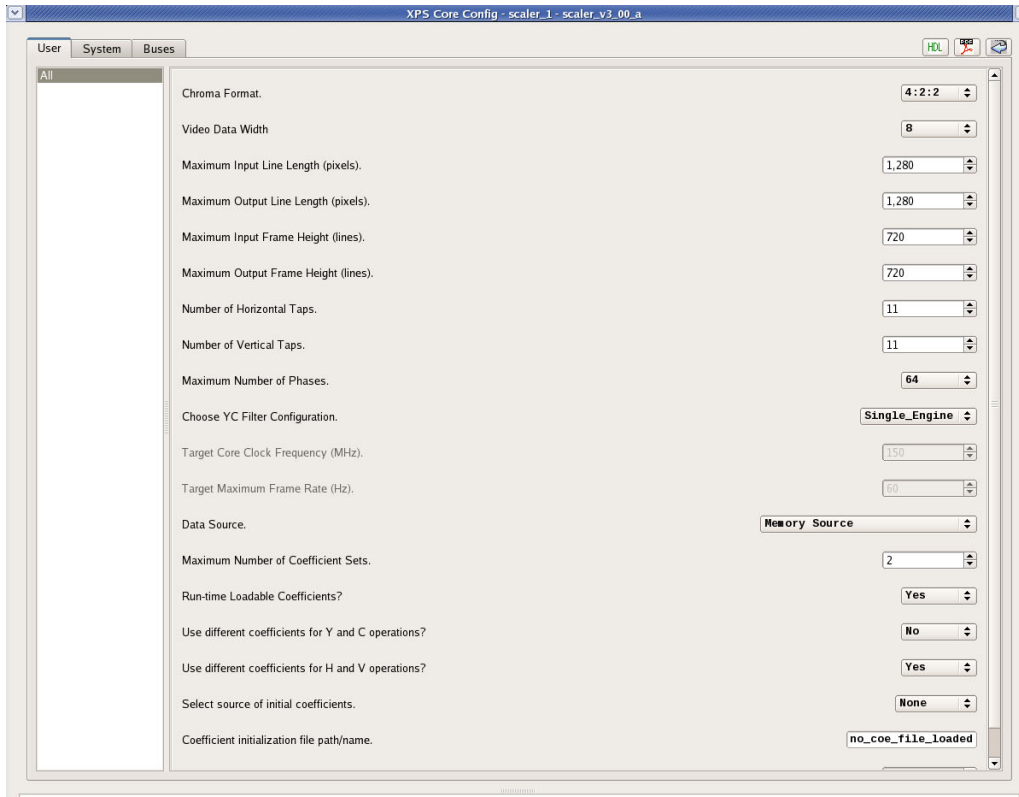 XPS Core Config - scaler_1 - scaler_v3_00_a
User System Buses HDL
All
Chroma Format. 4:2:2
Video Data Width 8
Maximum Input Line Length (pixels). 1,280
Maximum Output Line Length (pixels). 1,280
Maximum Input Frame Height (lines). 720
Maximum Output Frame Height (lines). 720
Number of Horizontal Taps. 11
Number of Vertical Taps. 11
Maximum Number of Phases. 64
Choose YC Filter Configuration. Single_Engine
Target Core Clock Frequency (MHz). 150
Target Maximum Frame Rate (Hz). 60
Data Source. Memory Source
Maximum Number of Coefficient Sets. 2
Run-time Loadable Coefficients? Yes
Use different coefficients for Y and C operations? No
Use different coefficients for H and V operations? Yes
Select source of initial coefficients. None
Coefficient initialization file path/name. no_coe_file_loaded